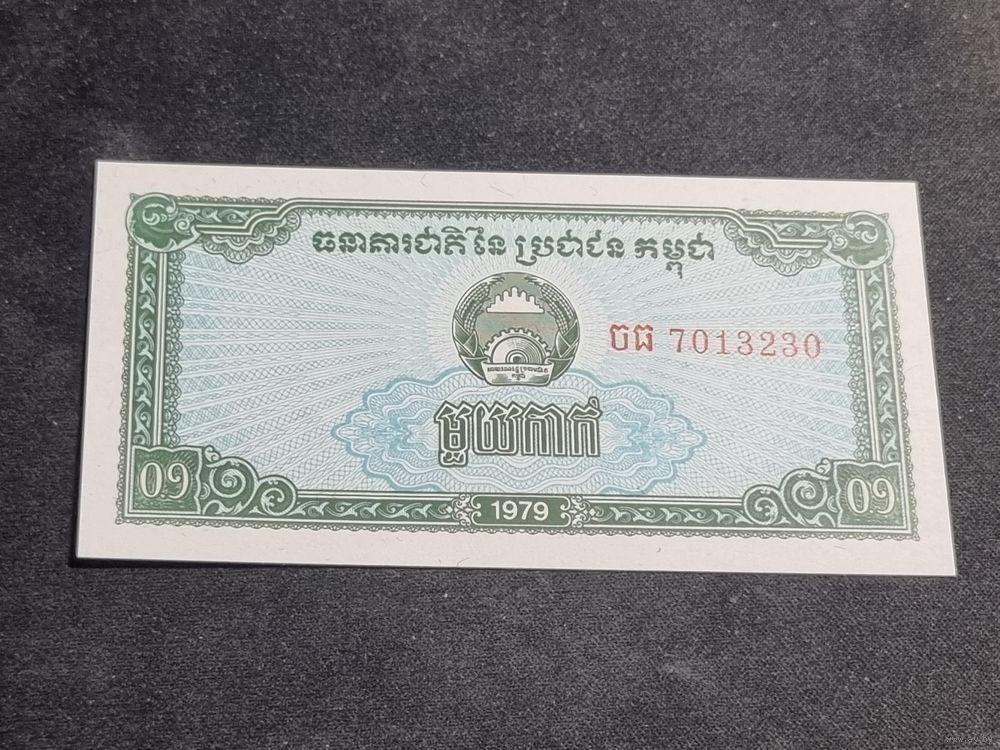 ធនាគារជាតិនៃ ប្រជាជន កម្ពុជា
ចធ 7013230
មួយកាក់
០១
1979
០១